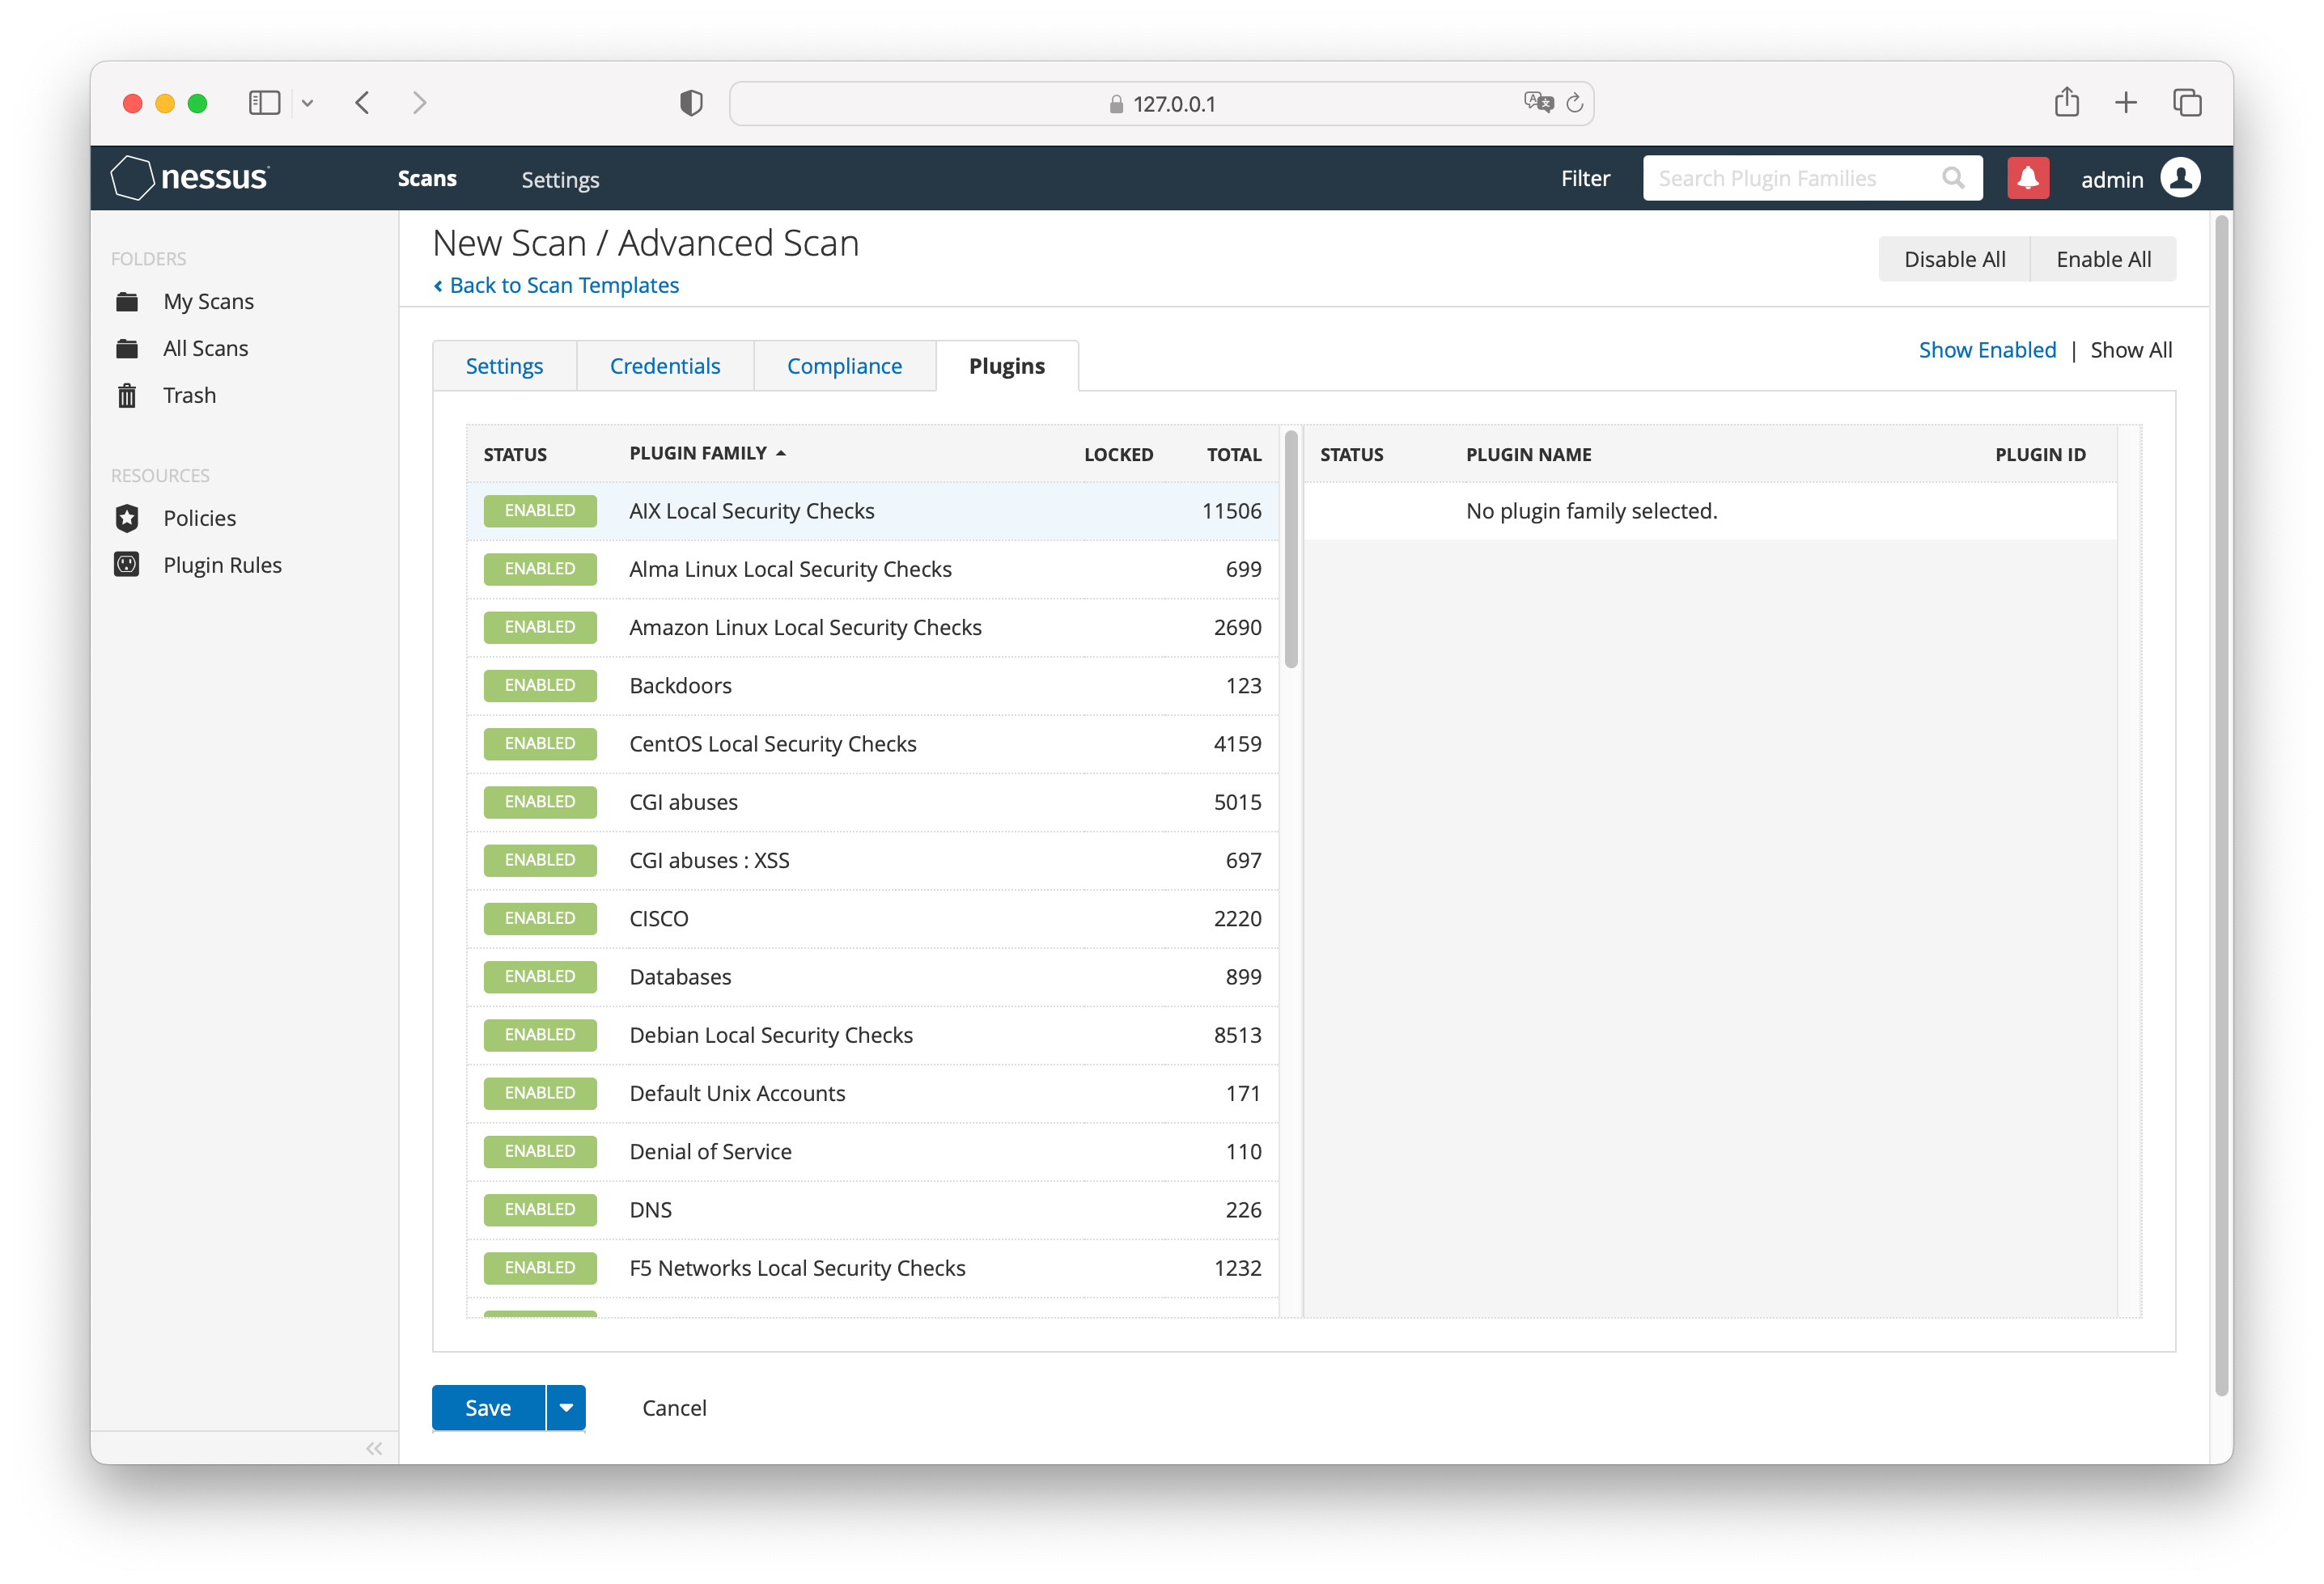 127.0.0.1
nessus
Scans
Settings
Filter
Search Plugin Families
admin
FOLDERS
My Scans
All Scans
Trash
RESOURCES
Policies
Plugin Rules
New Scan / Advanced Scan
Back to Scan Templates
Disable All
Enable All
Settings
Credentials
Compliance
Plugins
Show Enabled | Show All
STATUS PLUGIN FAMILY LOCKED TOTAL
ENABLED AIX Local Security Checks 11506
ENABLED Alma Linux Local Security Checks 699
ENABLED Amazon Linux Local Security Checks 2690
ENABLED Backdoors 123
ENABLED CentOS Local Security Checks 4159
ENABLED CGI abuses 5015
ENABLED CGI abuses : XSS 697
ENABLED CISCO 2220
ENABLED Databases 899
ENABLED Debian Local Security Checks 8513
ENABLED Default Unix Accounts 171
ENABLED Denial of Service 110
ENABLED DNS 226
ENABLED F5 Networks Local Security Checks 1232
STATUS PLUGIN NAME PLUGIN ID
No plugin family selected.
Save
Cancel